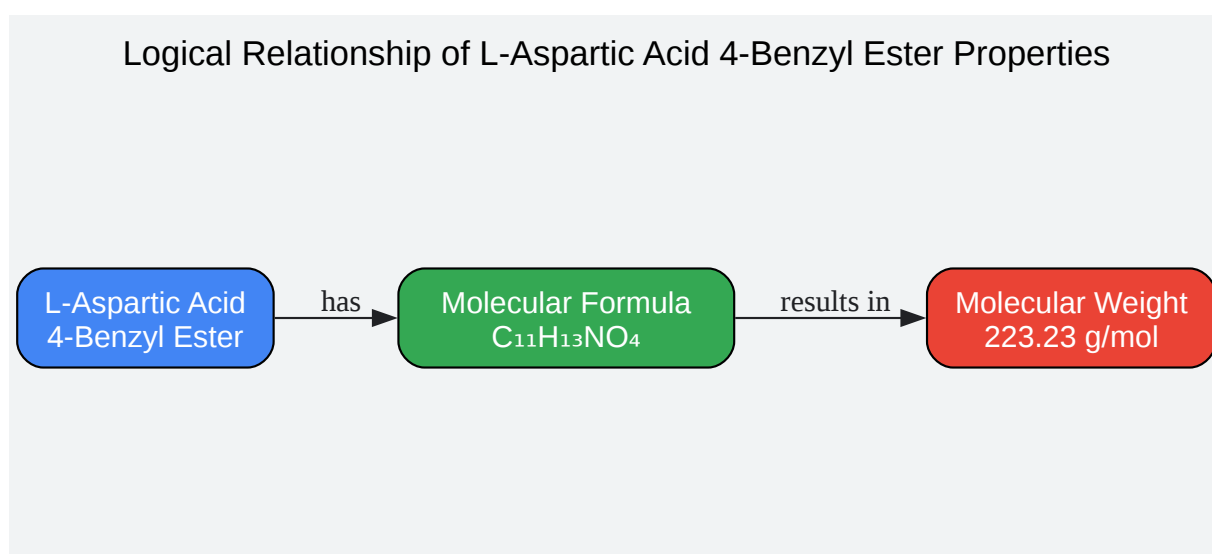 Logical Relationship of L-Aspartic Acid 4-Benzyl Ester Properties
L-Aspartic Acid
4-Benzyl Ester
has
Molecular Formula
C₁₁H₁₃NO₄
results in
Molecular Weight
223.23 g/mol